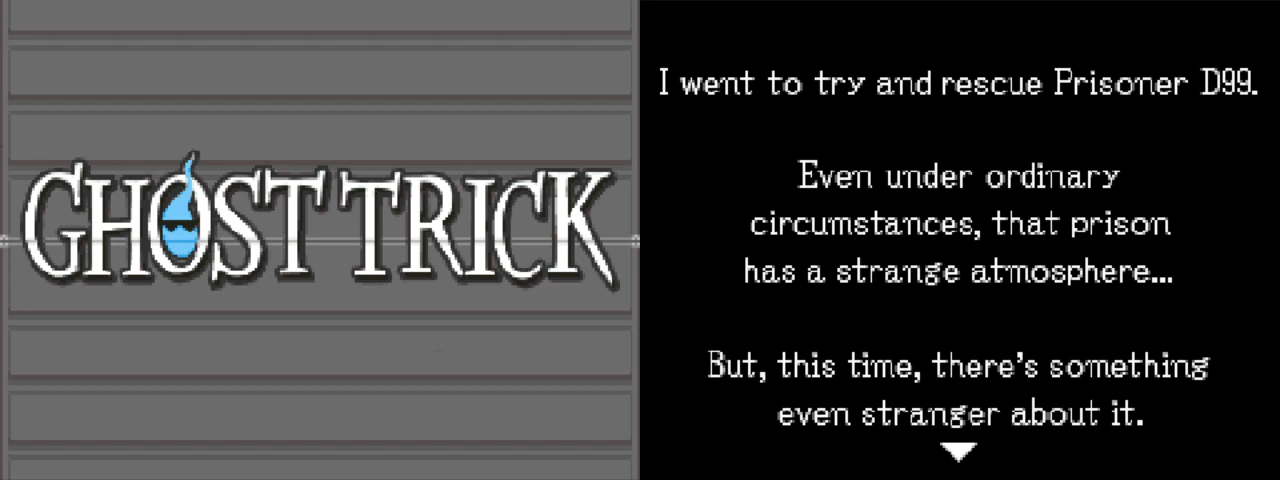 GHOST TRICK
I went to try and rescue Prisoner D99.
Even under ordinary
circumstances, that prison
has a strange atmosphere...
But, this time, there's something
even stranger about it.